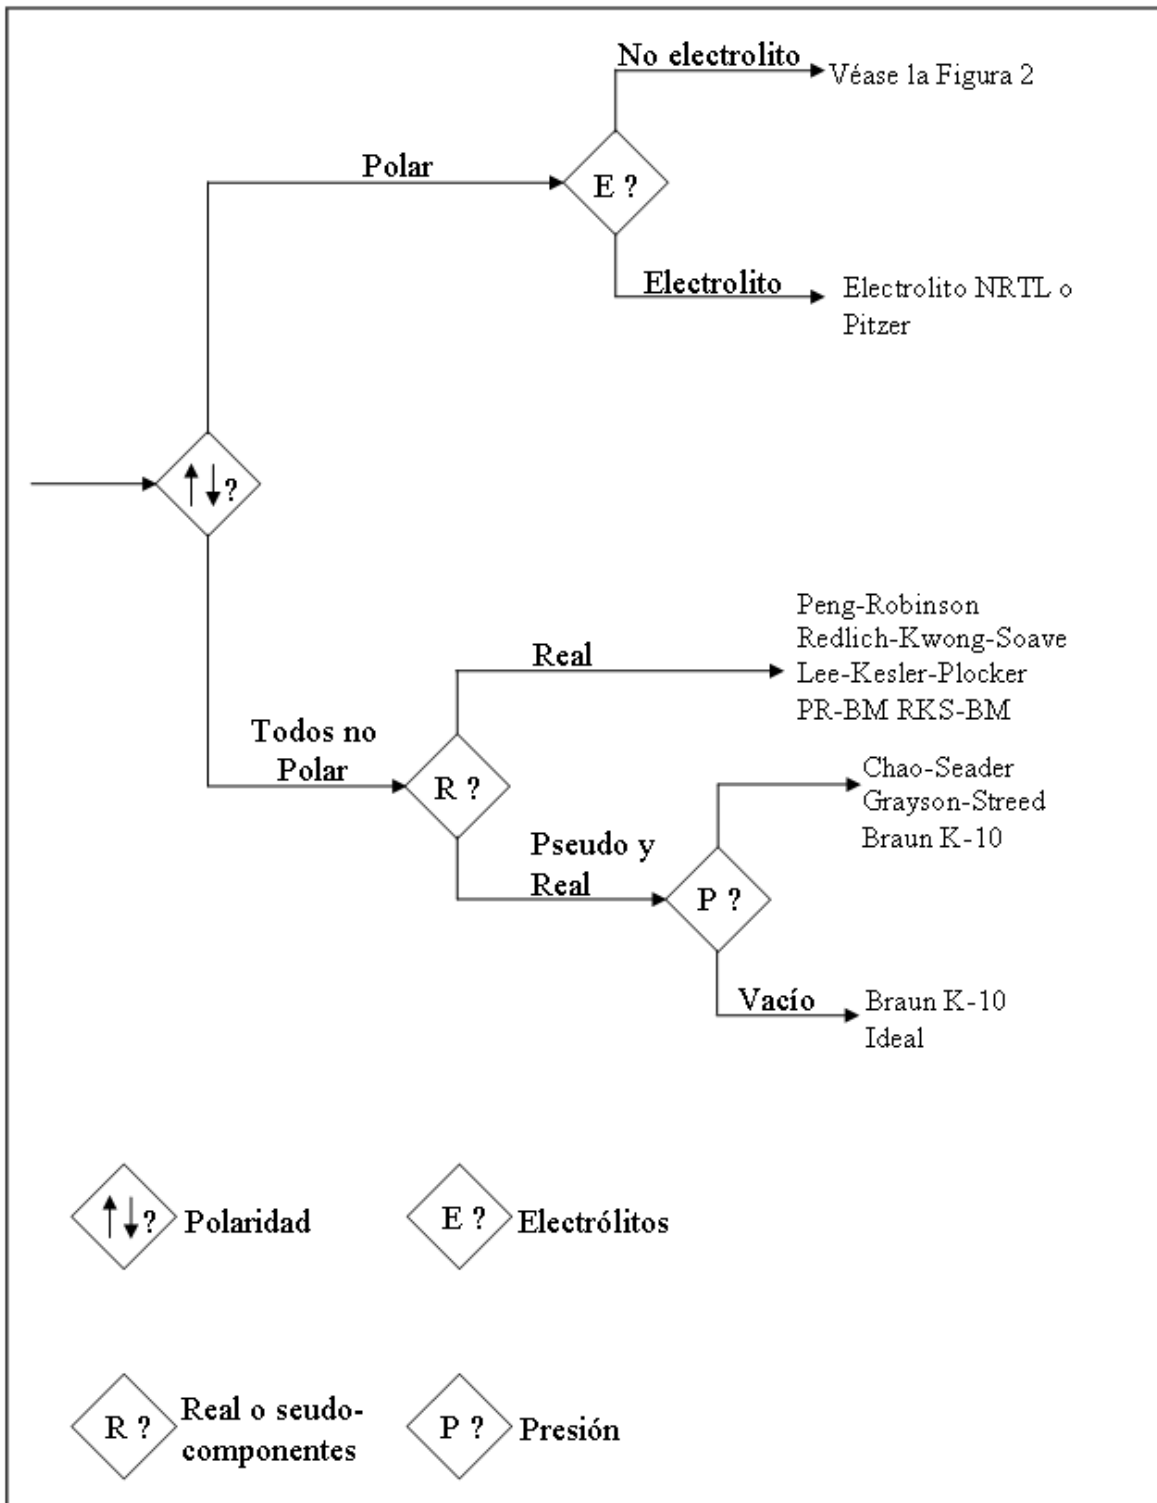 No electrolito
Véase la Figura 2
Polar
E ?
Electrolito
Electrolito NRTL o
Pitzer
?
Peng-Robinson
Redlich-Kwong-Soave
Real
Lee-Kesler-Plocker
PR-BM RKS-BM
Todos no
Polar
R ?
Chao-Seader
Grayson-Streed
Braun K-10
Pseudo y
Real
P ?
Vacío
Braun K-10
Ideal
? Polaridad
E ? Electrólitos
R ?
Real o seudo-
componentes
P ? Presión